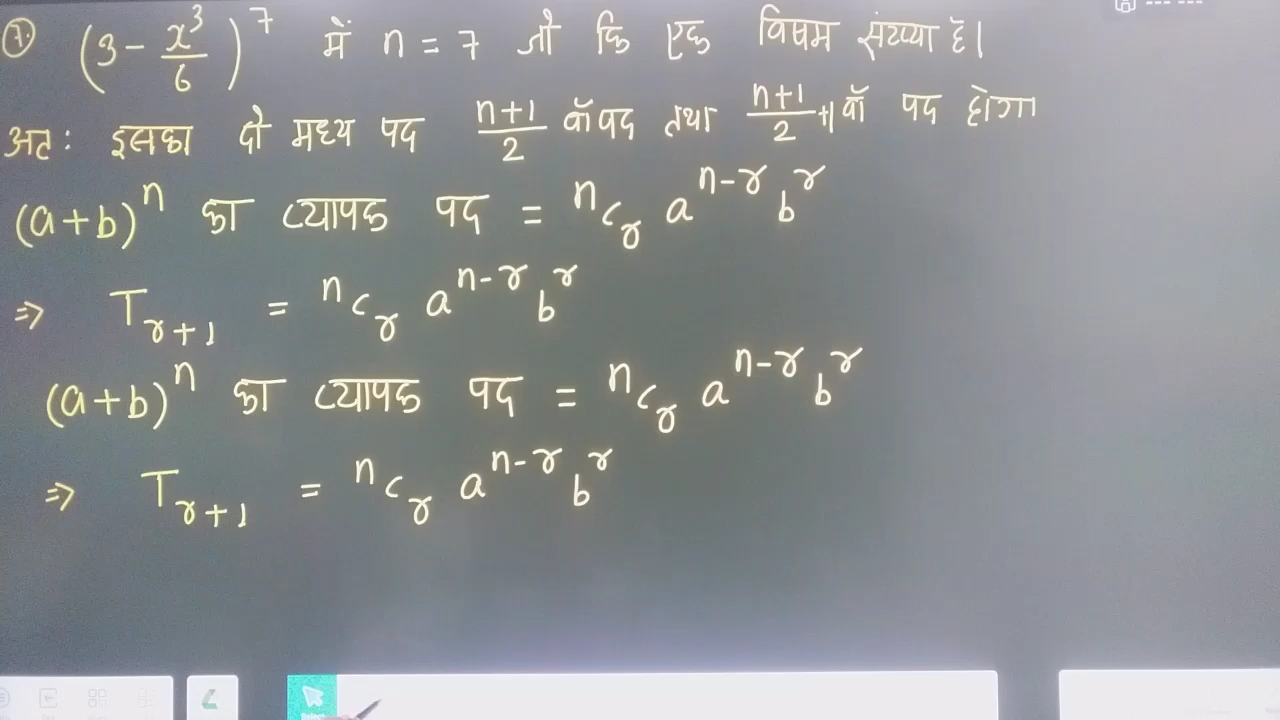 ⑦ (3 - x³/6)⁷ में n = 7 जो कि एक विषम संख्या है।
अतः इसका दो मध्य पद (n+1)/2 वाँ पद तथा (n+1)/2 +1 वाँ पद होगा
(a+b)ⁿ का व्यापक पद = ⁿCᵣ aⁿ⁻ʳ bʳ
⇒ Tᵣ₊₁ = ⁿCᵣ aⁿ⁻ʳ bʳ
(a+b)ⁿ का व्यापक पद = ⁿCᵣ aⁿ⁻ʳ bʳ
⇒ Tᵣ₊₁ = ⁿCᵣ aⁿ⁻ʳ bʳ